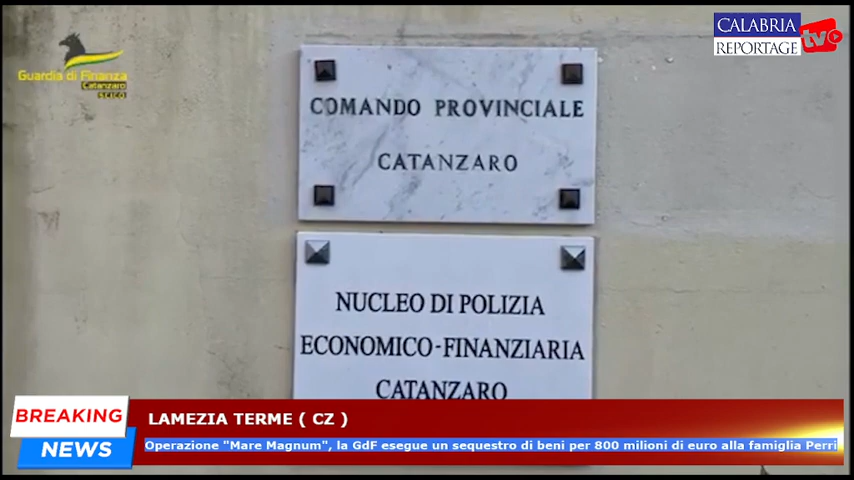 Guardia di Finanza
Catanzaro
S.C.I.C.O.
CALABRIA
REPORTAGE
tv
COMANDO PROVINCIALE
CATANZARO
NUCLEO DI POLIZIA
ECONOMICO-FINANZIARIA
CATANZARO
BREAKING
NEWS
LAMEZIA TERME ( CZ )
Operazione "Mare Magnum", la GdF esegue un sequestro di beni per 800 milioni di euro alla famiglia Perri